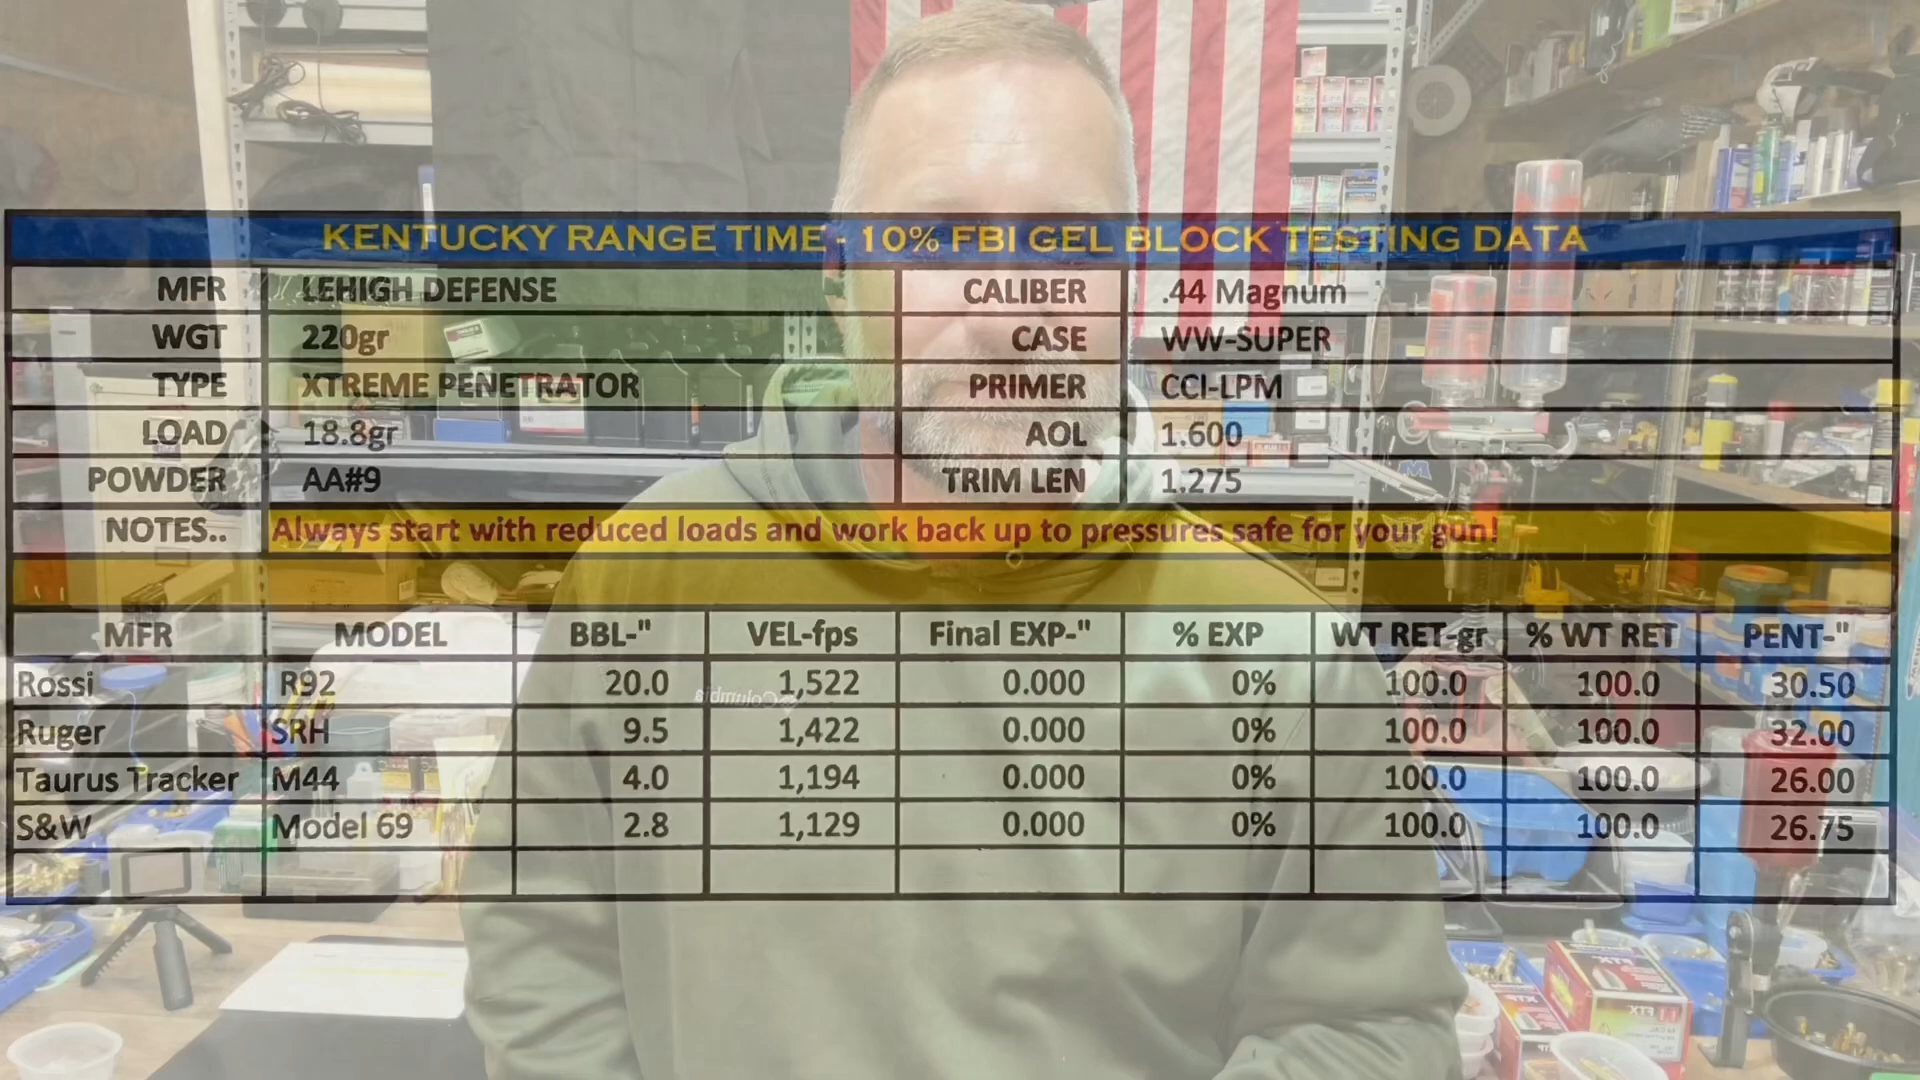 KENTUCKY RANGE TIME - 10% FBI GEL BLOCK TESTING DATA
MFR LEHIGH DEFENSE CALIBER .44 Magnum
WGT 220gr CASE WW-SUPER
TYPE XTREME PENETRATOR PRIMER CCI-LPM
LOAD 18.8gr AOL 1.600
POWDER AA#9 TRIM LEN 1.275
NOTES.. Always start with reduced loads and work back up to pressures safe for your gun!
MFR MODEL BBL-" VEL-fps Final EXP-" % EXP WT RET-gr % WT RET PENT-"
Rossi R92 20.0 1,522 0.000 0% 100.0 100.0 30.50
Ruger SRH 9.5 1,422 0.000 0% 100.0 100.0 32.00
Taurus Tracker M44 4.0 1,194 0.000 0% 100.0 100.0 26.00
S&W Model 69 2.8 1,129 0.000 0% 100.0 100.0 26.75
Columbia
XTP